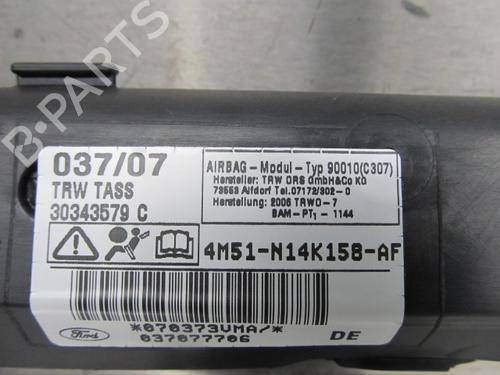 B-PARTS
037/07
TRW TASS
30343579 C
AIRBAG-Modul-Typ 90010(C307)
Hersteller: TRW ORS GmbH&Co KG
73553 Alfdorf Tel.07172/302-0
Herstellung: 2006 TRWO-7
BAM-PT1-1144
4M51-N14K158-AF
*070373VMA/*
037077706
Ford
DE